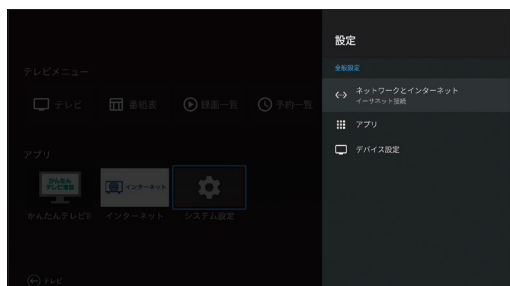 テレビメニュー
テレビ
番組表
録画一覧
予約一覧
アプリ
かんたん
テレビ電話
インターネット
かんたんテレビ電
インターネット
システム設定
テレビ
設定
全般設定
ネットワークとインターネット
イーサネット接続
アプリ
デバイス設定